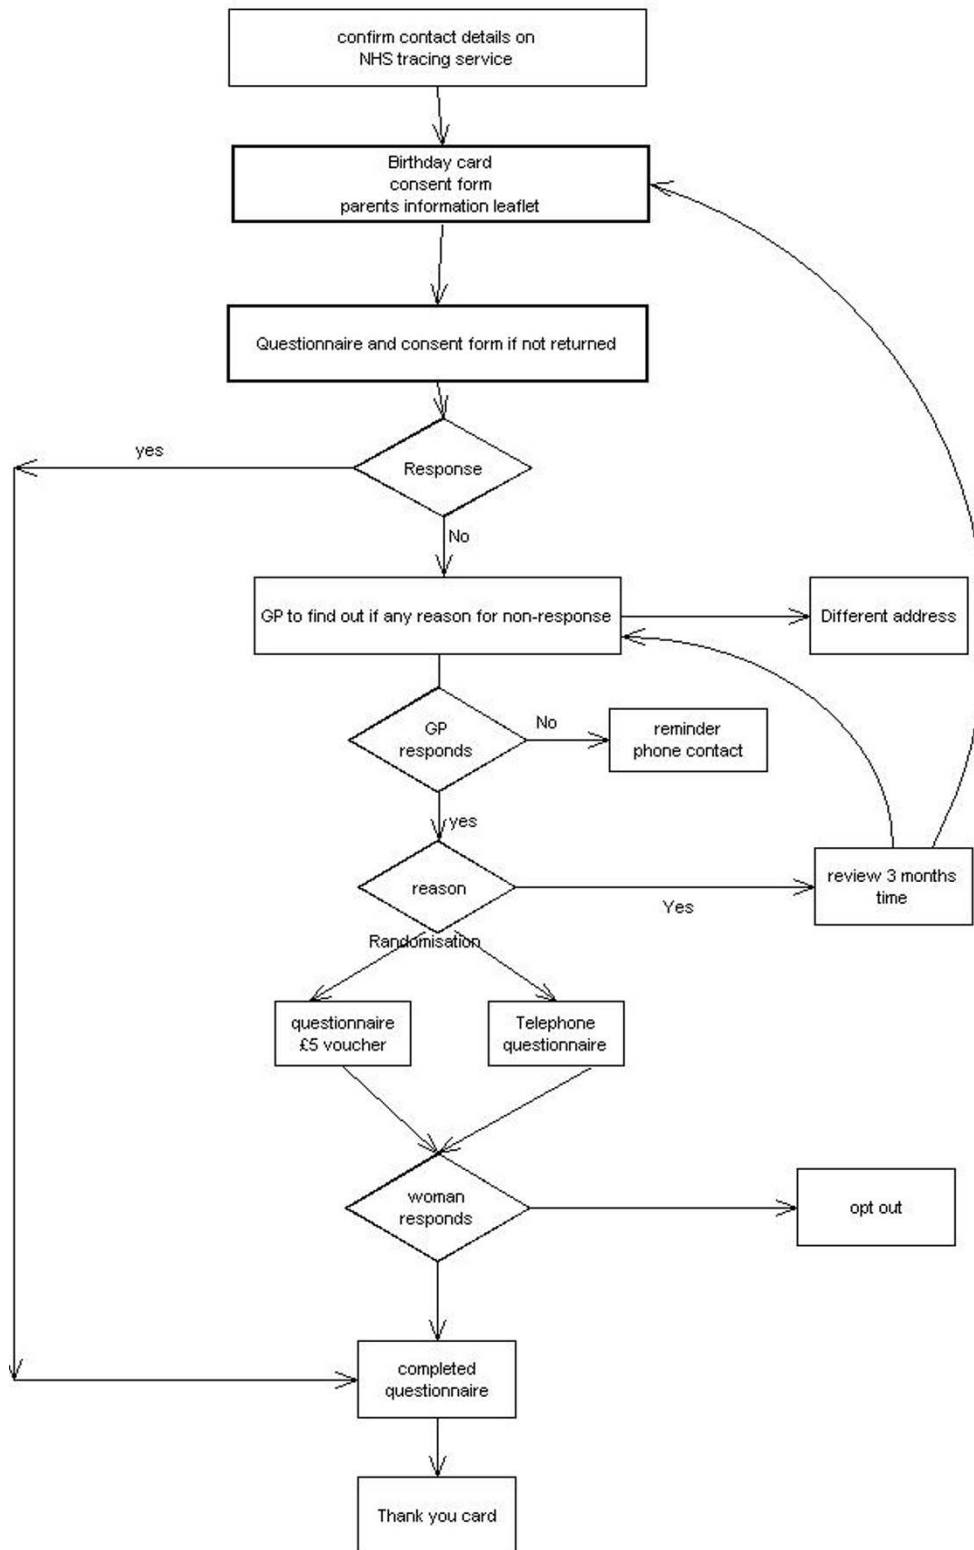 confirm contact details on
NHS tracing service
Birthday card
consent form
parents information leaflet
Questionnaire and consent form if not returned
yes
Response
No
GP to find out if any reason for non-response
Different address
GP
responds
No
reminder
phone contact
yes
reason
Yes
review 3 months
time
Randomisation
questionnaire
£5 voucher
Telephone
questionnaire
woman
responds
opt out
completed
questionnaire
Thank you card